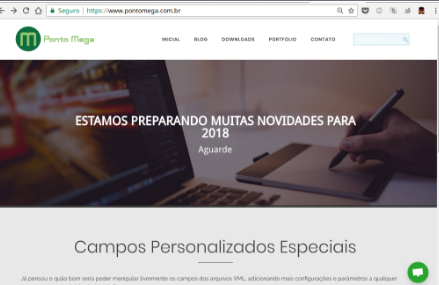 Seguro | https://www.pontomega.com.br
Ponto Mega
INICIAL BLOG DOWNLOADS PORTFOLIO CONTATO
ESTAMOS PREPARANDO MUITAS NOVIDADES PARA
2018
Aguarde
Campos Personalizados Especiais
Já pensou o quão bom seria poder manipular livremente os campos dos arquivos XML, adicionando mais configurações e parâmetros a qualquer